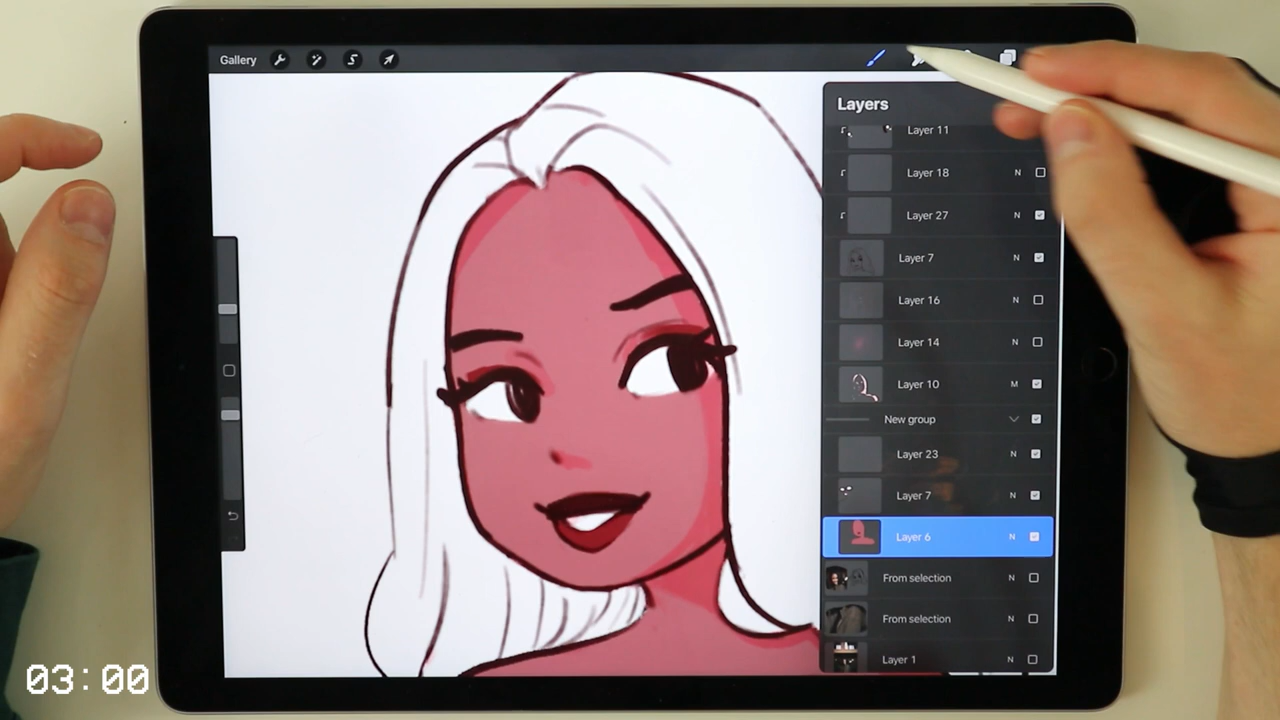 Gallery
Layers
Layer 11
Layer 18 N
Layer 27 N
Layer 7 N
Layer 16 N
Layer 14 N
Layer 10 M
New group
Layer 23 N
Layer 7 N
Layer 6 N
From selection N
From selection N
Layer 1 N
03:00